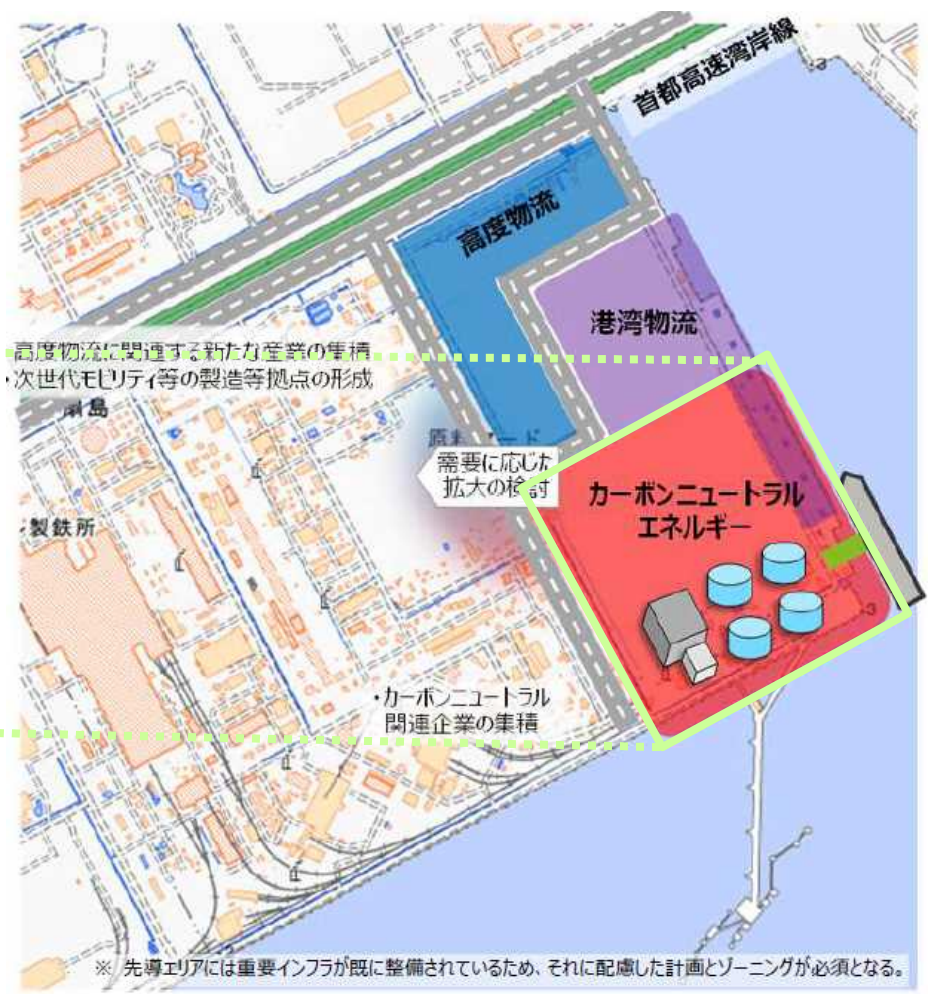 首都高速湾岸線
高度物流
港湾物流
高度物流に関連する新たな産業の集積
・次世代モビリティ等の製造等拠点の形成
扇島
需要に応じた
拡大の検討
カーボンニュートラル
エネルギー
製鉄所
・カーボンニュートラル
関連企業の集積
※ 先導エリアには重要インフラが既に整備されているため、それに配慮した計画とゾーニングが必須となる。